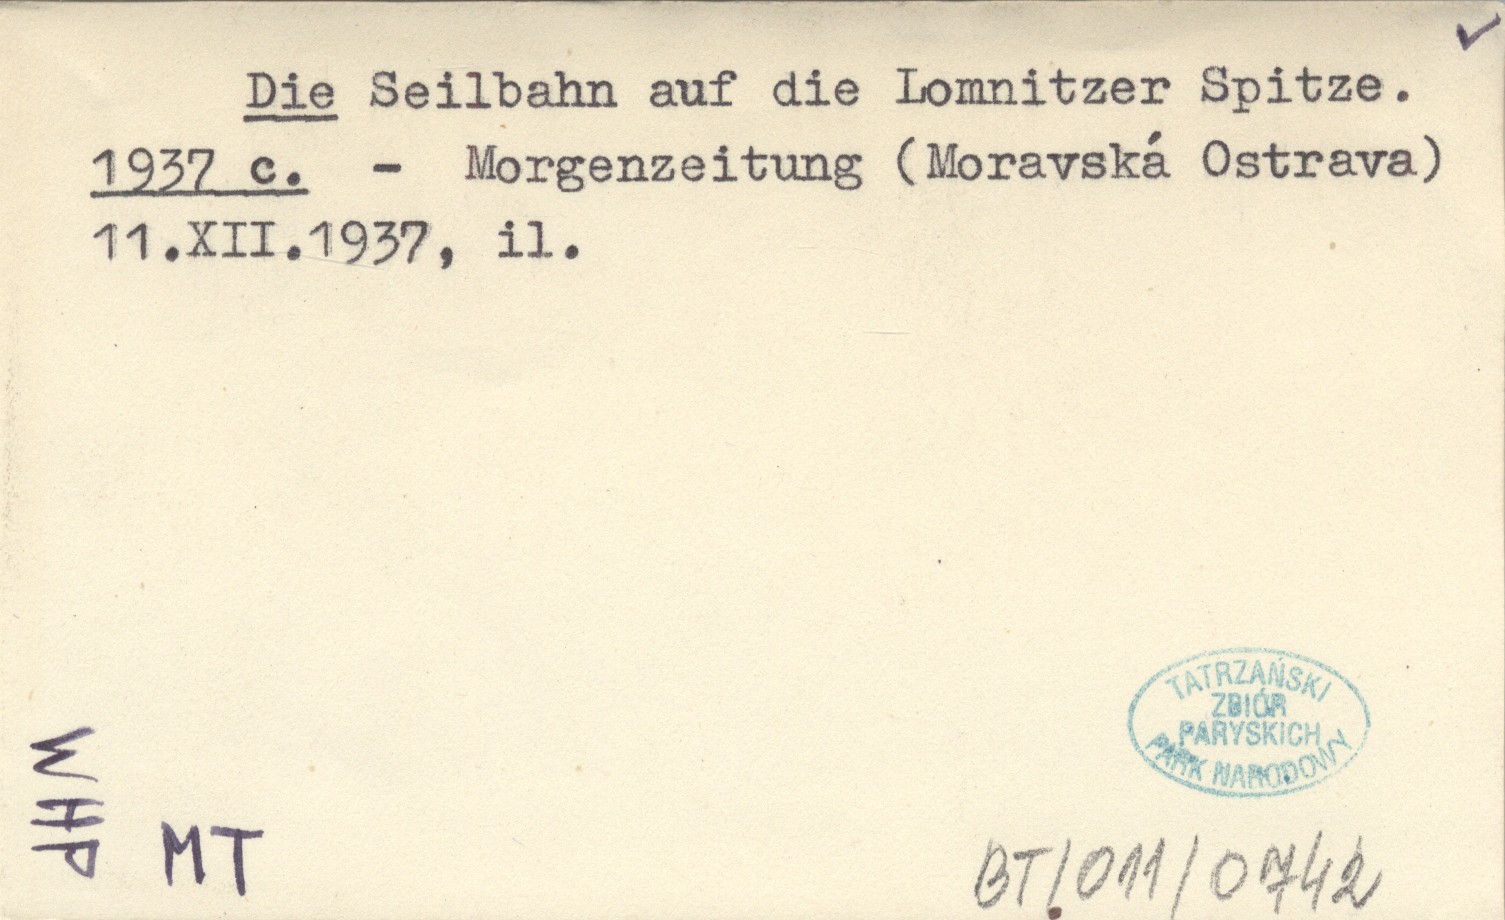 Die Seilbahn auf die Lomnitzer Spitze.
1937 c. - Morgenzeitung (Moravská Ostrava)
11.XII.1937, il.
TATRZAŃSKI
ZBIÓR
PARYSKICH
PARK NARODOWY
WHP
MT
BT/011/0742